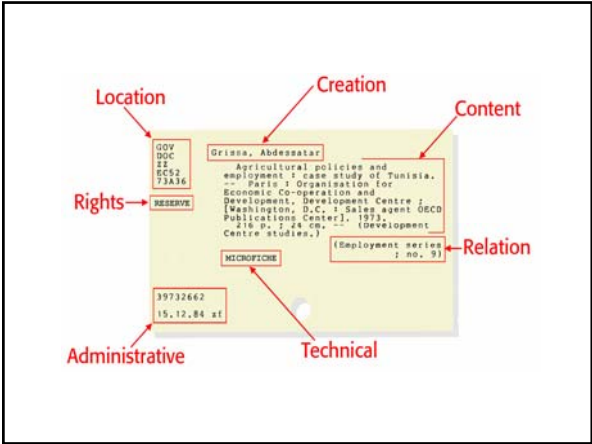 Creation
Location
Content
GOV
DOC
ZZ
EC52
73A36
Grissa, Abdessatar
Agricultural policies and
employment : case study of Tunisia.
-- Paris : Organisation for
Economic Co-operation and
Development, Development Centre ;
[Washington, D.C. : Sales agent OECD
Publications Center], 1973.
216 p. ; 24 cm. -- (Development
Centre studies.)
Rights
RESERVE
(Employment series
; no. 9)
Relation
MICROFICHE
39732662
15.12.84 sf
Administrative
Technical